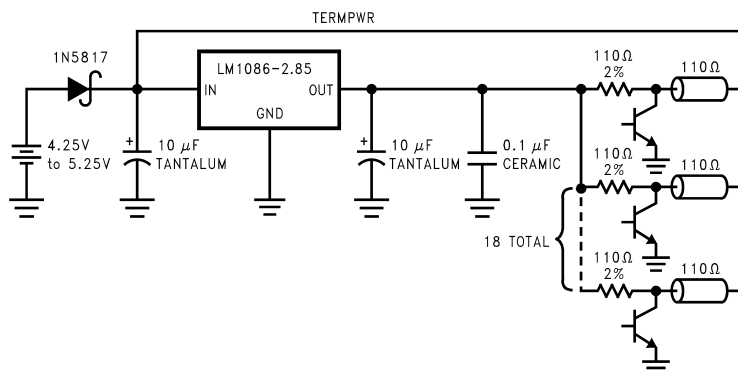 TERMPWR
1N5817
LM1086-2.85
IN
OUT
GND
4.25V
to 5.25V
+
10 μF
TANTALUM
+
10 μF
TANTALUM
0.1 μF
CERAMIC
110Ω
2%
110Ω
110Ω
2%
110Ω
18 TOTAL
110Ω
2%
110Ω